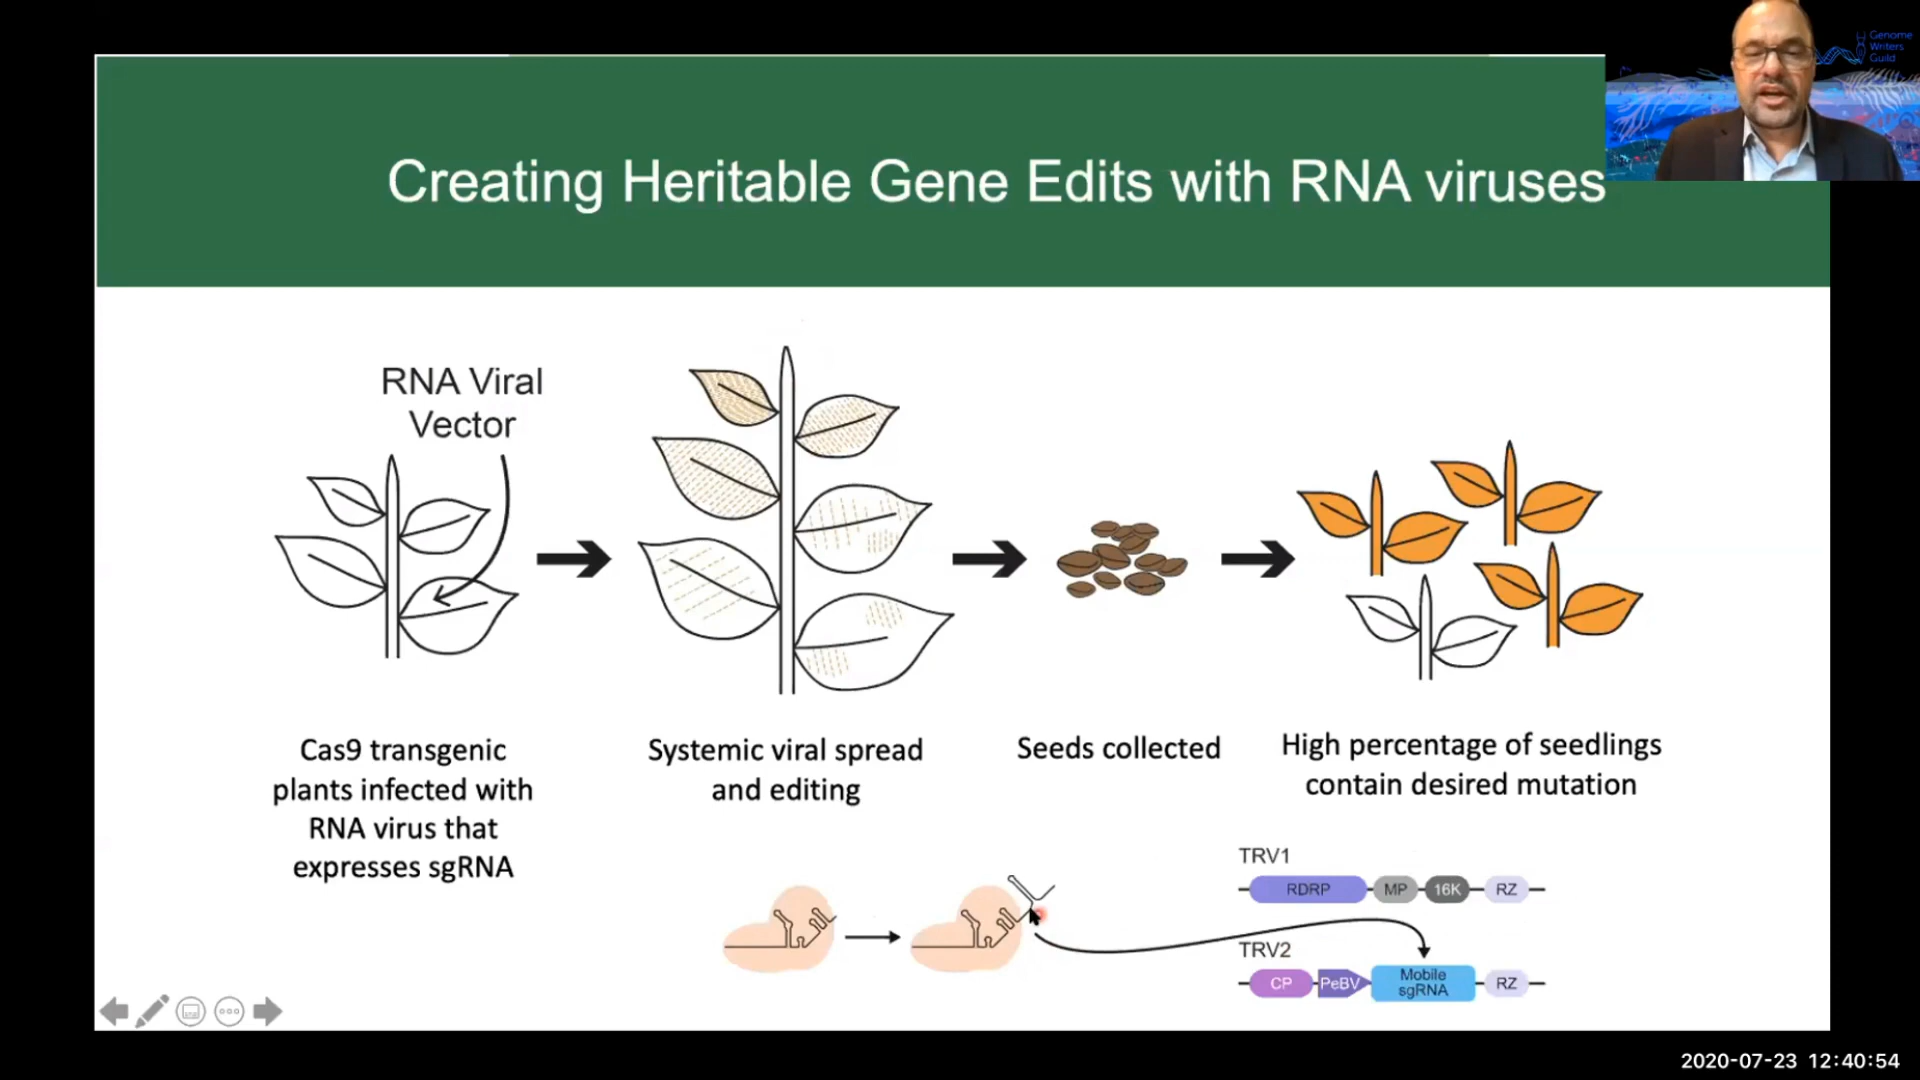 Genome
Writers
Guild
Creating Heritable Gene Edits with RNA viruses
RNA Viral
Vector
Cas9 transgenic
plants infected with
RNA virus that
expresses sgRNA
Systemic viral spread
and editing
Seeds collected
High percentage of seedlings
contain desired mutation
TRV1
RDRP MP 16K RZ
TRV2
CP PeBV Mobile
sgRNA RZ
2020-07-23 12:40:54